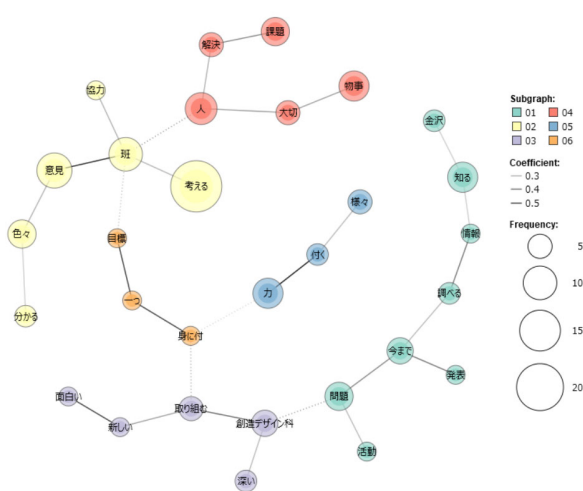 課題
解決
物事
協力
人
大切
金沢
班
意見
考える
知る
様々
色々
目標
付く
情報
一つ
力
調べる
分かる
身に付
今まで
発表
面白い
新しい
取り組む
問題
創造デザイン科
活動
深い
Subgraph:
01 04
02 05
03 06
Coefficient:
0.3
0.4
0.5
Frequency:
5
10
15
20